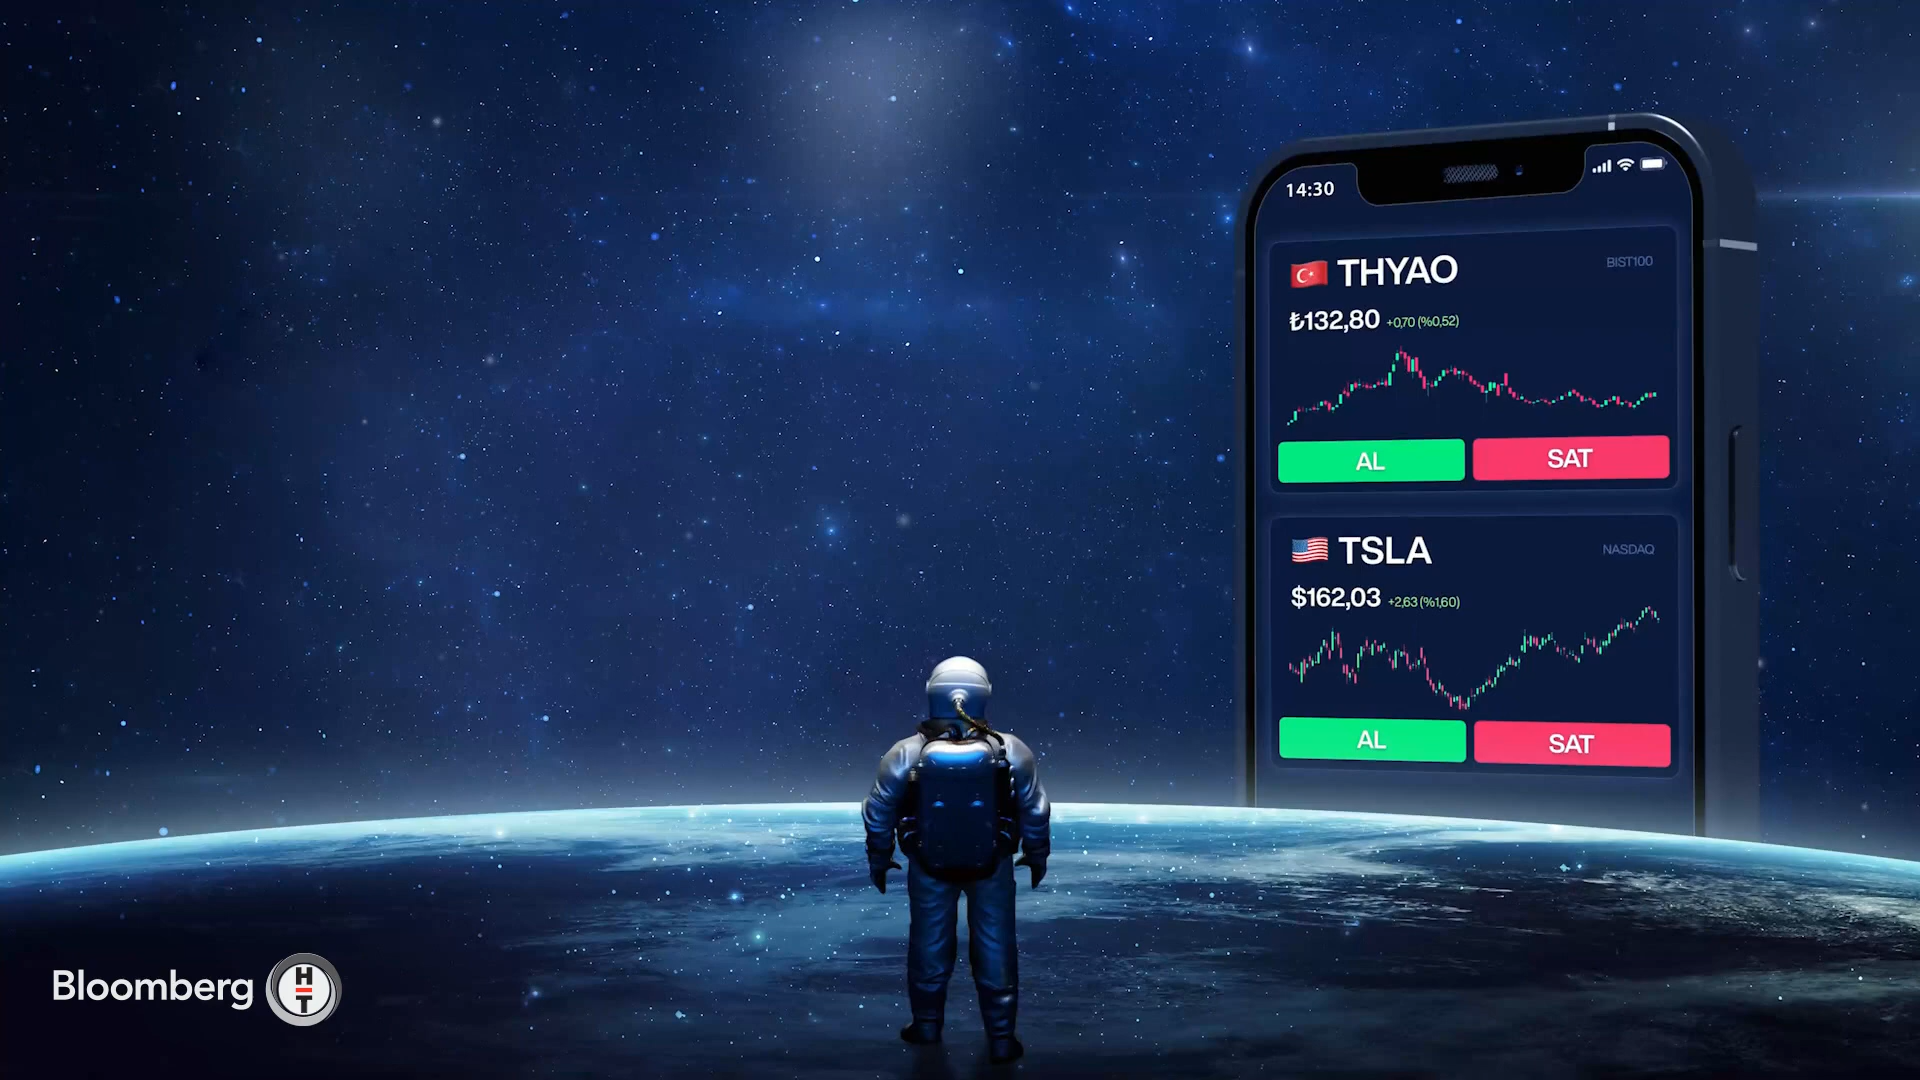 14:30
THYAO
BIST100
₺132,80 +0,70 (%0,52)
AL
SAT
TSLA
NASDAQ
$162,03 +2,63 (%1,60)
AL
SAT
Bloomberg HT